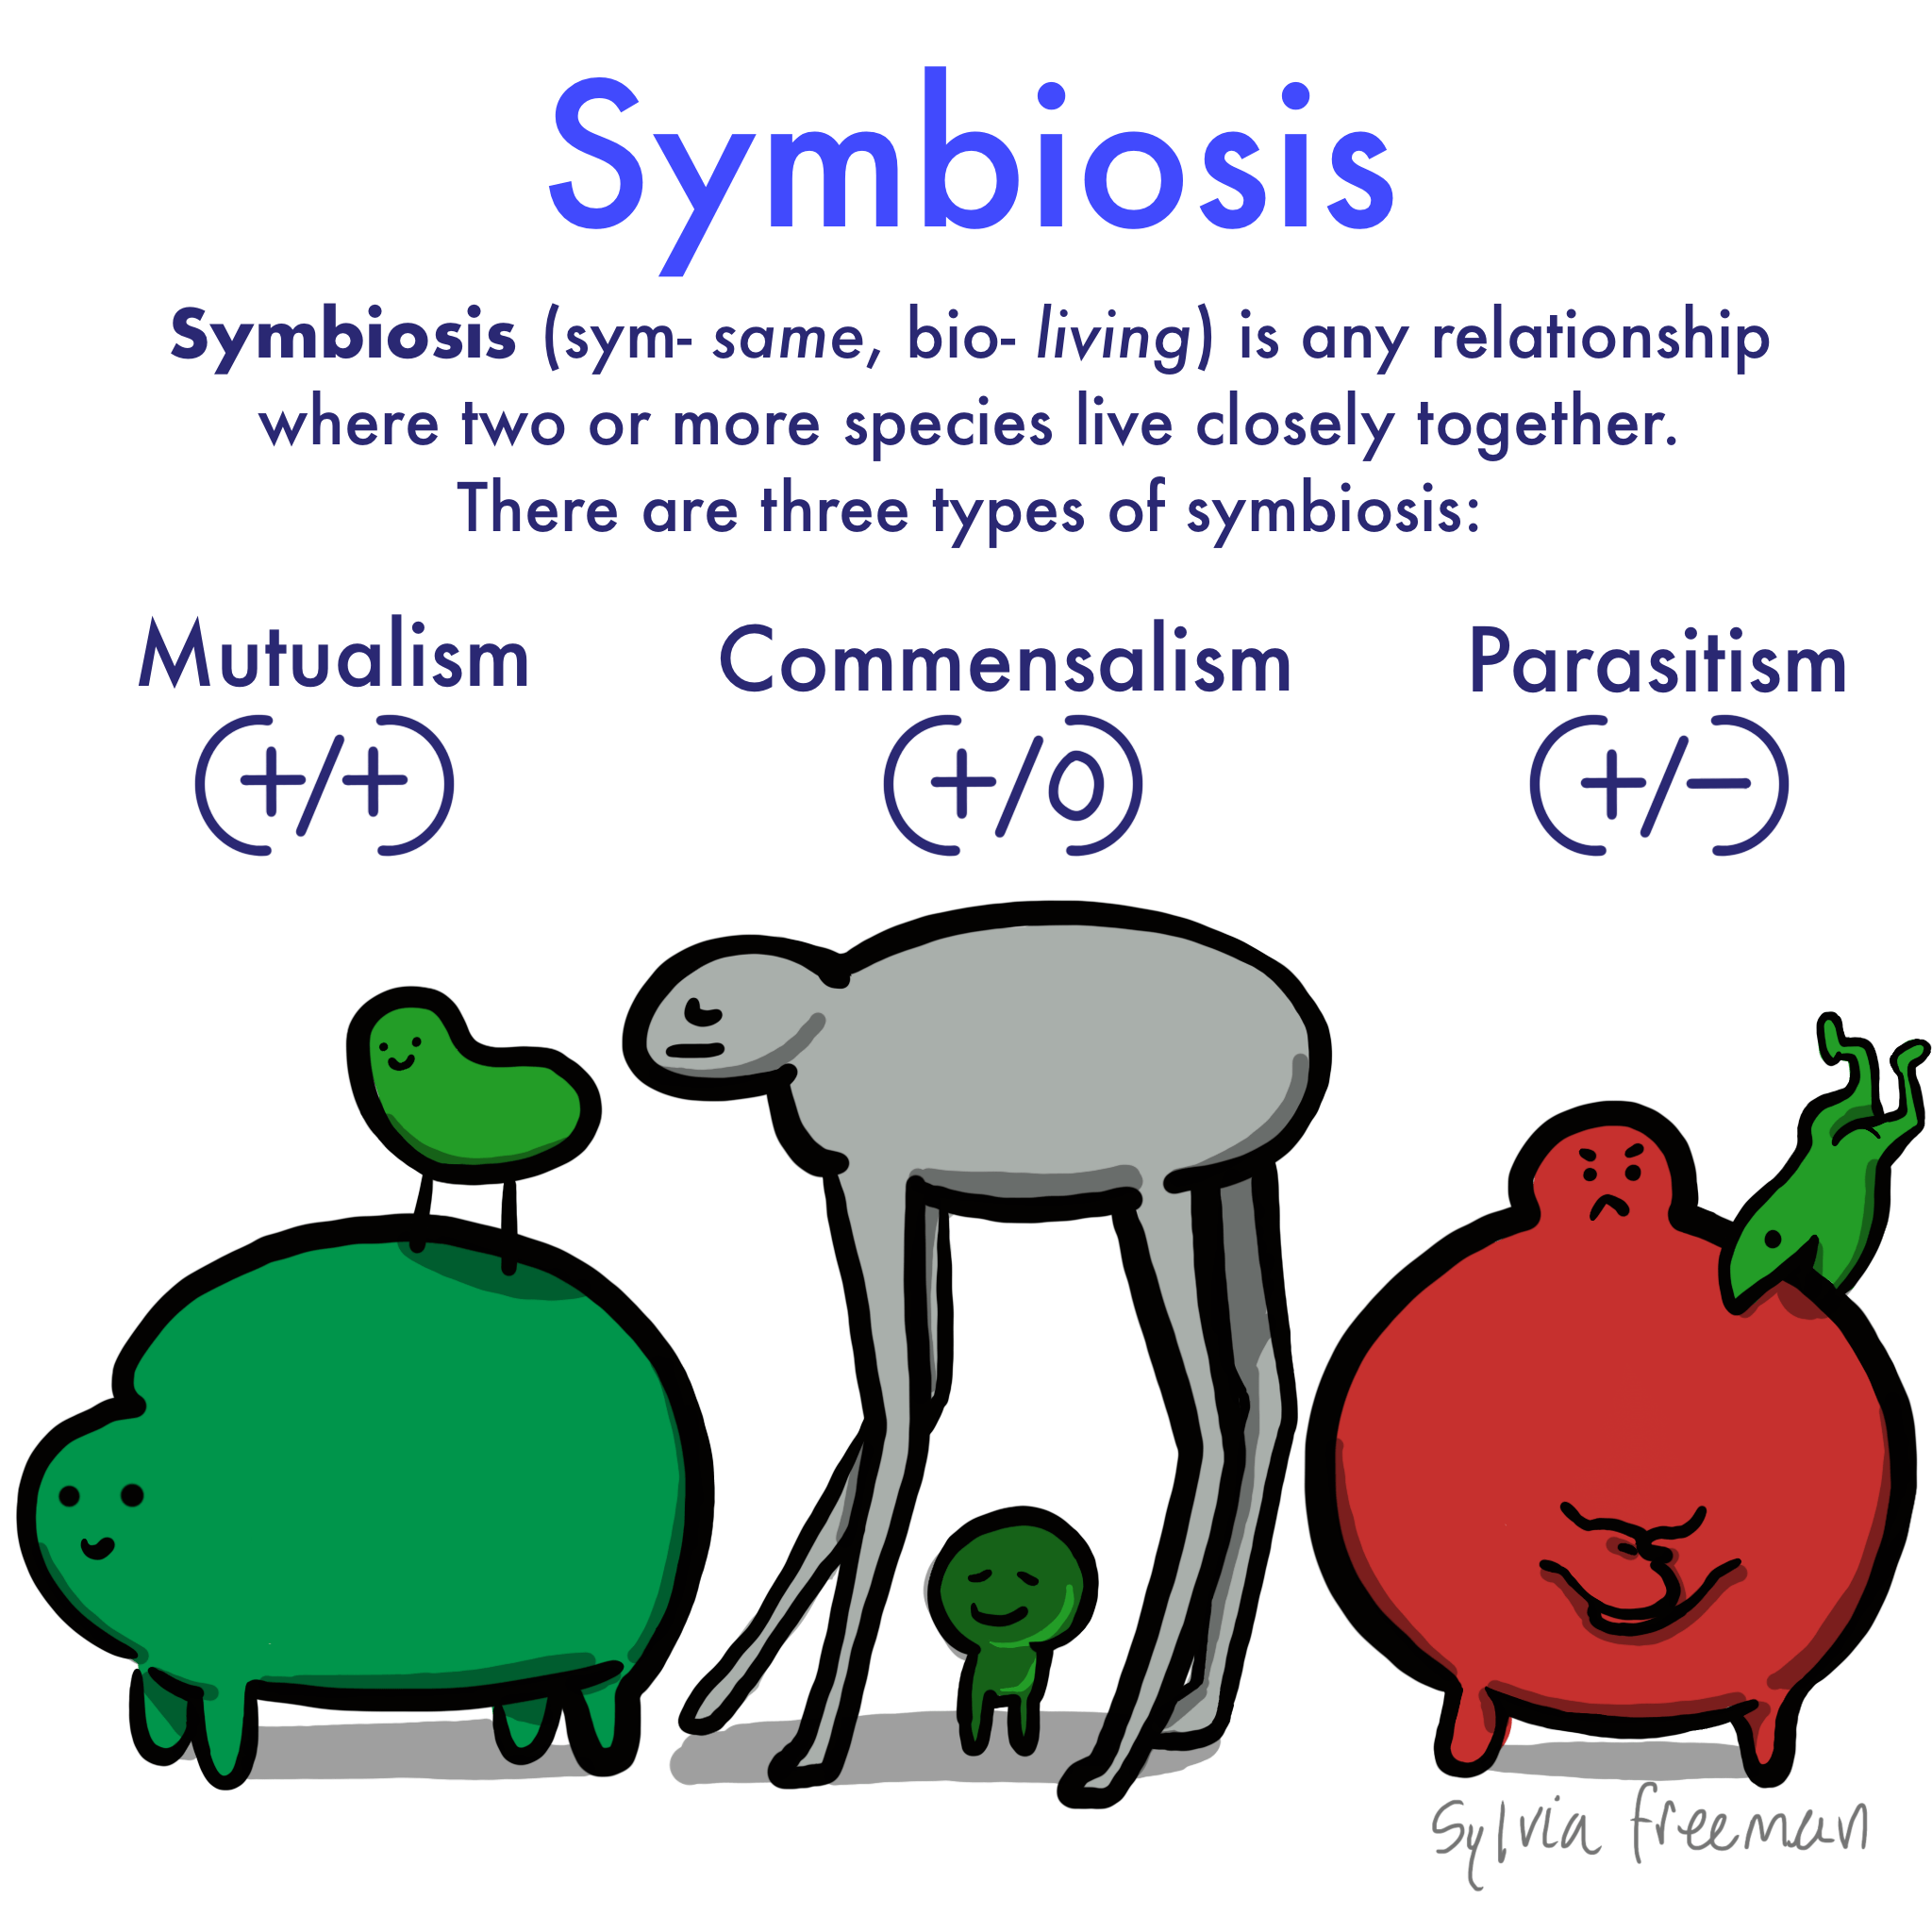 Symbiosis
Symbiosis (sym- same, bio- living) is any relationship
where two or more species live closely together.
There are three types of symbiosis:
Mutualism Commensalism Parasitism
(+/+) (+/0) (+/-)
sylvia freeman